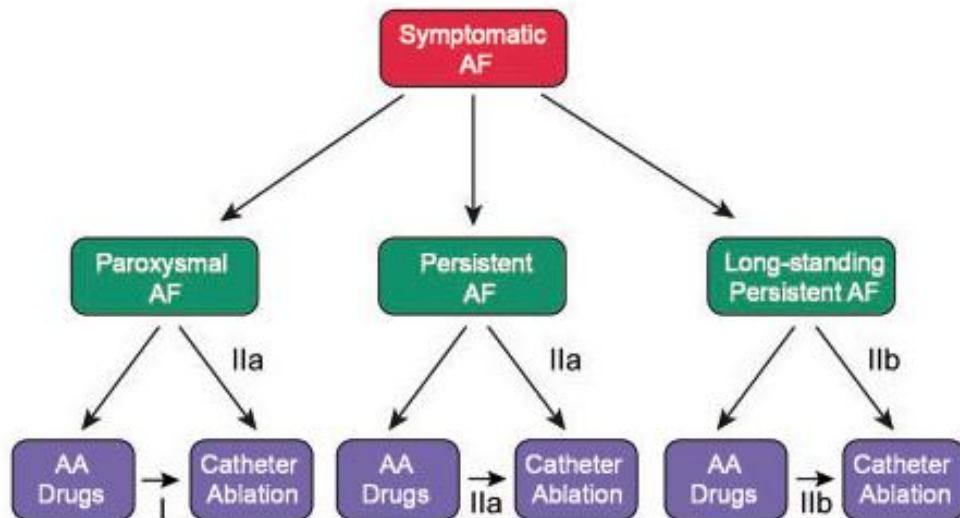 Symptomatic
AF
Paroxysmal
AF
Persistent
AF
Long-standing
Persistent AF
IIa
IIa
IIb
AA
Drugs
Catheter
Ablation
AA
Drugs
Catheter
Ablation
AA
Drugs
Catheter
Ablation
I
IIa
IIb